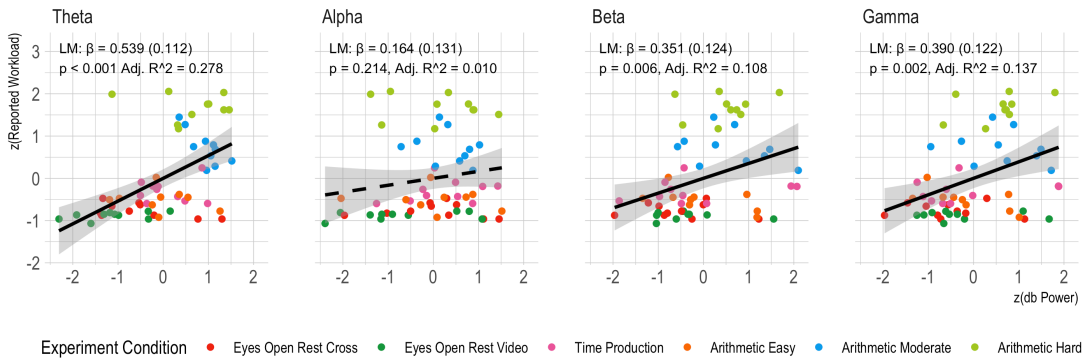 Theta
Alpha
Beta
Gamma
z(Reported Workload)
3
2
1
0
-1
-2
LM: β = 0.539 (0.112)
p < 0.001 Adj. R^2 = 0.278
LM: β = 0.164 (0.131)
p = 0.214, Adj. R^2 = 0.010
LM: β = 0.351 (0.124)
p = 0.006, Adj. R^2 = 0.108
LM: β = 0.390 (0.122)
p = 0.002, Adj. R^2 = 0.137
-2 -1 0 1 2
-2 -1 0 1 2
-2 -1 0 1 2
-2 -1 0 1 2
z(db Power)
Experiment Condition Eyes Open Rest Cross Eyes Open Rest Video Time Production Arithmetic Easy Arithmetic Moderate Arithmetic Hard